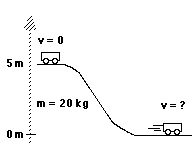 v = 0
5 m
m = 20 kg
v = ?
0 m